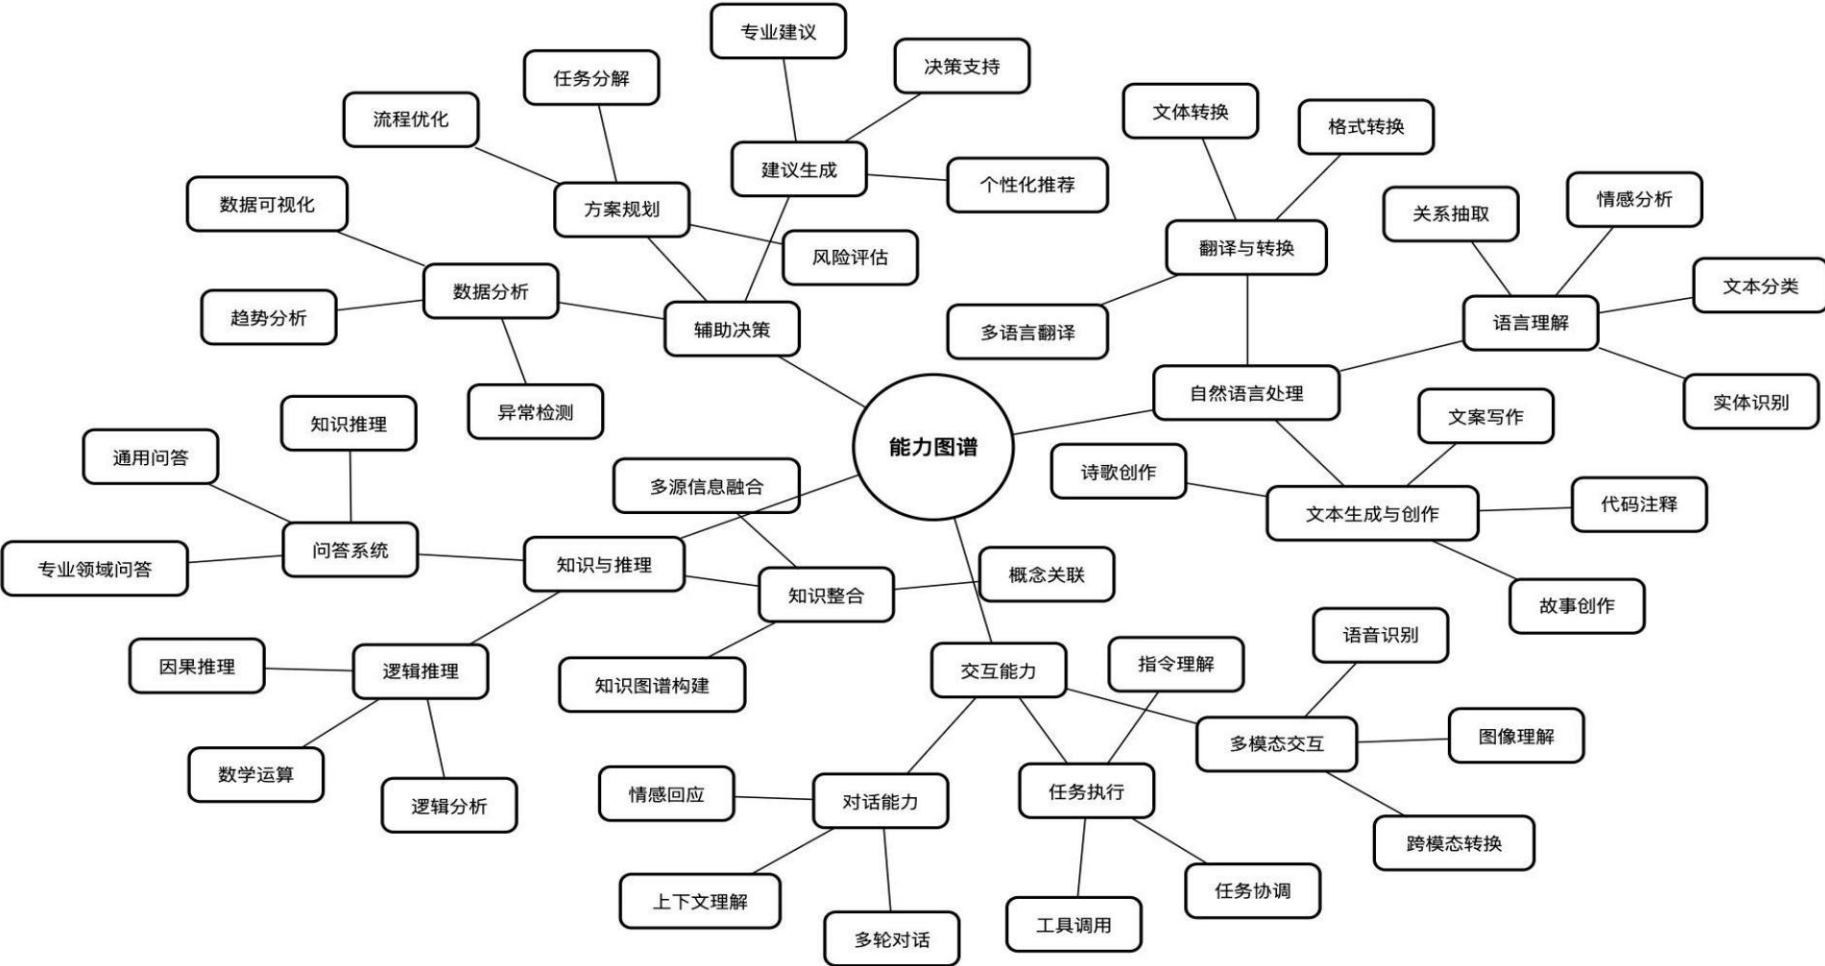 专业建议
决策支持
任务分解
文体转换
流程优化
格式转换
建议生成
个性化推荐
情感分析
数据可视化
方案规划
关系抽取
翻译与转换
风险评估
文本分类
数据分析
趋势分析
语言理解
辅助决策
多语言翻译
自然语言处理
实体识别
异常检测
文案写作
知识推理
能力图谱
通用问答
诗歌创作
多源信息融合
代码注释
文本生成与创作
问答系统
专业领域问答
知识与推理
概念关联
知识整合
故事创作
语音识别
因果推理
逻辑推理
指令理解
交互能力
知识图谱构建
图像理解
多模态交互
数学运算
任务执行
情感回应
对话能力
逻辑分析
跨模态转换
任务协调
上下文理解
工具调用
多轮对话